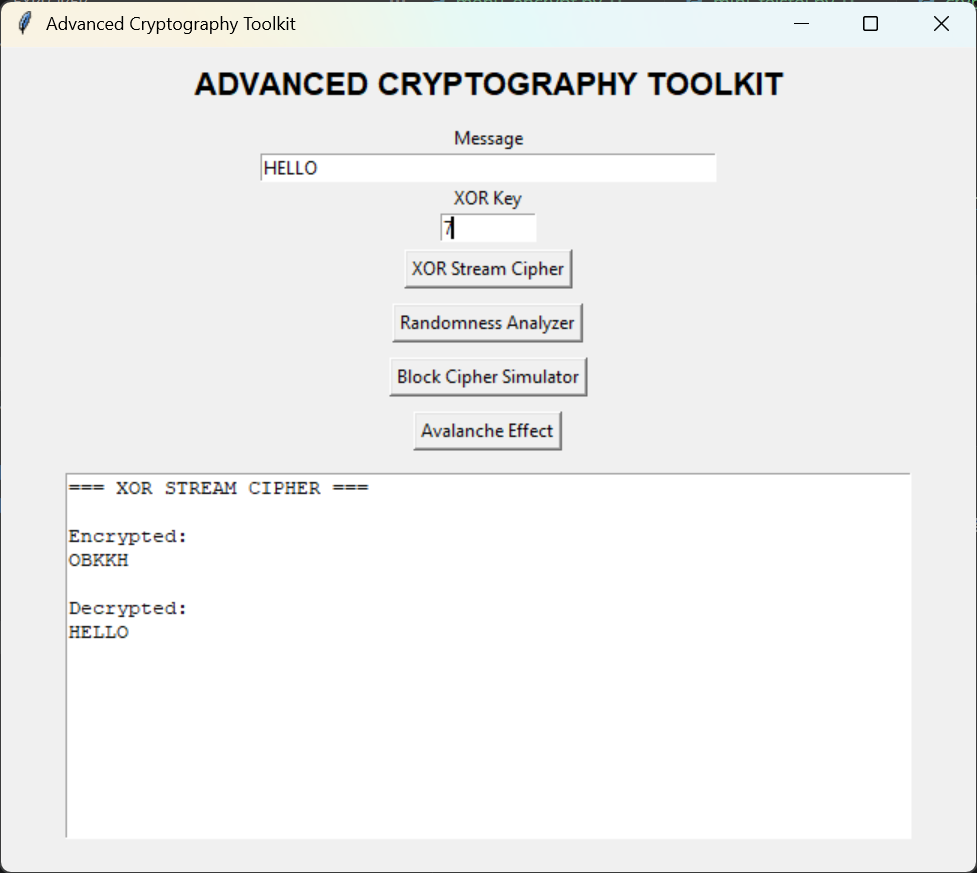 Advanced Cryptography Toolkit
ADVANCED CRYPTOGRAPHY TOOLKIT
Message
HELLO
XOR Key
7
XOR Stream Cipher
Randomness Analyzer
Block Cipher Simulator
Avalanche Effect
=== XOR STREAM CIPHER ===
Encrypted:
OBKKH
Decrypted:
HELLO